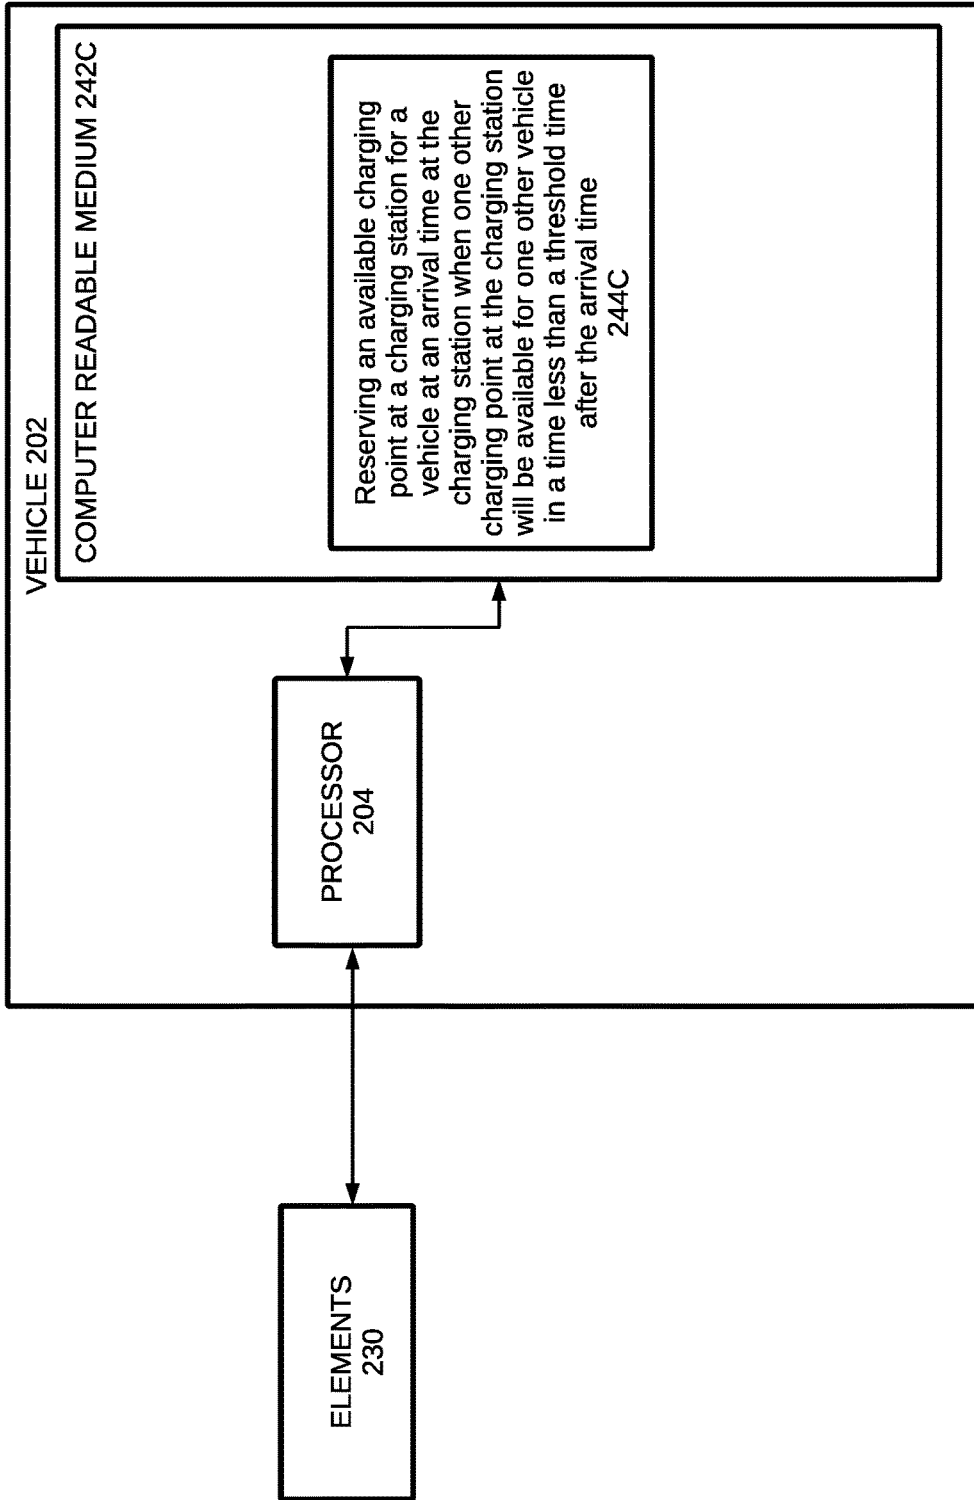 VEHICLE 202
COMPUTER READABLE MEDIUM 242C
Reserving an available charging
point at a charging station for a
vehicle at an arrival time at the
charging station when one other
charging point at the charging station
will be available for one other vehicle
in a time less than a threshold time
after the arrival time
244C
PROCESSOR
204
ELEMENTS
230